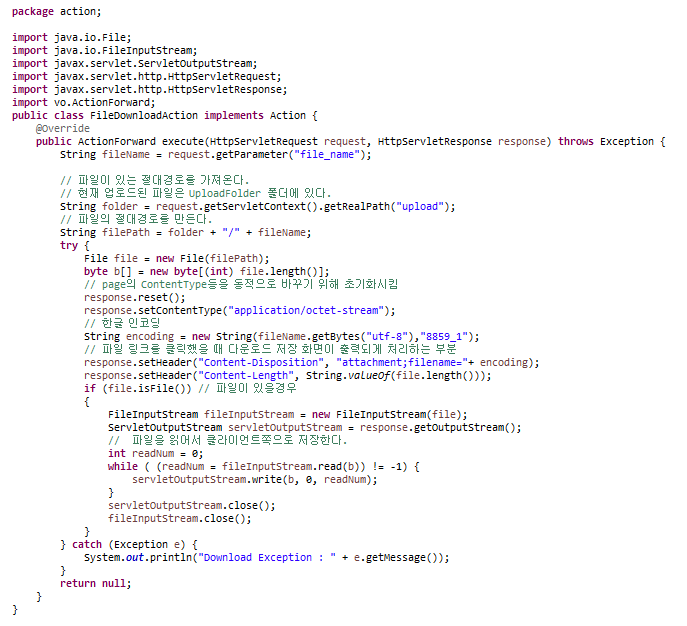 package action;

import java.io.File;
import java.io.FileInputStream;
import javax.servlet.ServletOutputStream;
import javax.servlet.http.HttpServletRequest;
import javax.servlet.http.HttpServletResponse;
import vo.ActionForward;
public class FileDownloadAction implements Action {
    @Override
    public ActionForward execute(HttpServletRequest request, HttpServletResponse response) throws Exception {
        String fileName = request.getParameter("file_name");

        // 파일이 있는 절대경로를 가져온다.
        // 현재 업로드된 파일은 UploadFolder 폴더에 있다.
        String folder = request.getServletContext().getRealPath("upload");
        // 파일의 절대경로를 만든다.
        String filePath = folder + "/" + fileName;
        try {
            File file = new File(filePath);
            byte b[] = new byte[(int) file.length()];
            // page의 ContentType등을 동적으로 바꾸기 위해 초기화시킴
            response.reset();
            response.setContentType("application/octet-stream");
            // 한글 인코딩
            String encoding = new String(fileName.getBytes("utf-8"),"8859_1");
            // 파일 링크를 클릭했을 때 다운로드 저장 화면이 출력되게 처리하는 부분
            response.setHeader("Content-Disposition", "attachment;filename="+ encoding);
            response.setHeader("Content-Length", String.valueOf(file.length()));
            if (file.isFile()) // 파일이 있을경우
            {
                FileInputStream fileInputStream = new FileInputStream(file);
                ServletOutputStream servletOutputStream = response.getOutputStream();
                //  파일을 읽어서 클라이언트쪽으로 저장한다.
                int readNum = 0;
                while ( (readNum = fileInputStream.read(b)) != -1) {
                    servletOutputStream.write(b, 0, readNum);
                }
                servletOutputStream.close();
                fileInputStream.close();
            }
        } catch (Exception e) {
            System.out.println("Download Exception : " + e.getMessage());
        }
        return null;
    }
}